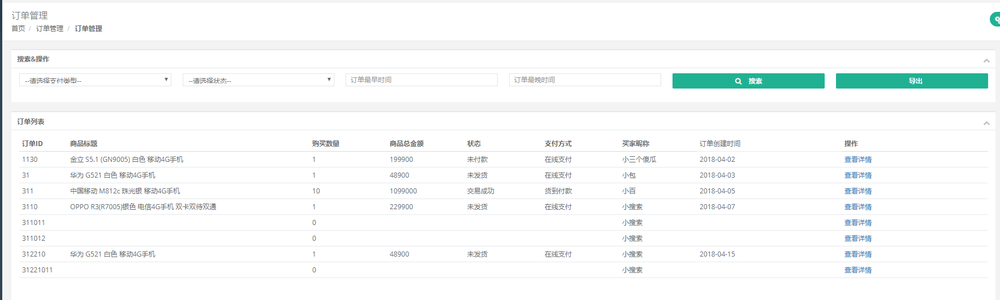 订单管理
首页 / 订单管理 / 订单管理
搜索&操作
--请选择支付类型-- --请选择状态-- 订单最早时间 订单最晚时间 搜索 导出
订单列表
订单ID 商品标题 购买数量 商品总金额 状态 支付方式 买家昵称 订单创建时间 操作
1130 金立 S5.1 (GN9005) 白色 移动4G手机 1 199900 未付款 在线支付 小三个傻瓜 2018-04-02 查看详情
31 华为 G521 白色 移动4G手机 1 48900 未发货 在线支付 小包 2018-04-03 查看详情
311 中国移动 M812c 珠光银 移动4G手机 10 1099000 交易成功 货到付款 小百 2018-04-05 查看详情
3110 OPPO R3(R7005)银色 电信4G手机 双卡双待双通 1 229900 未发货 在线支付 小搜索 2018-04-07 查看详情
311011 0 小搜索 查看详情
311012 0 小搜索 查看详情
312210 华为 G521 白色 移动4G手机 1 48900 未发货 在线支付 小搜索 2018-04-15 查看详情
31221011 0 小搜索 查看详情